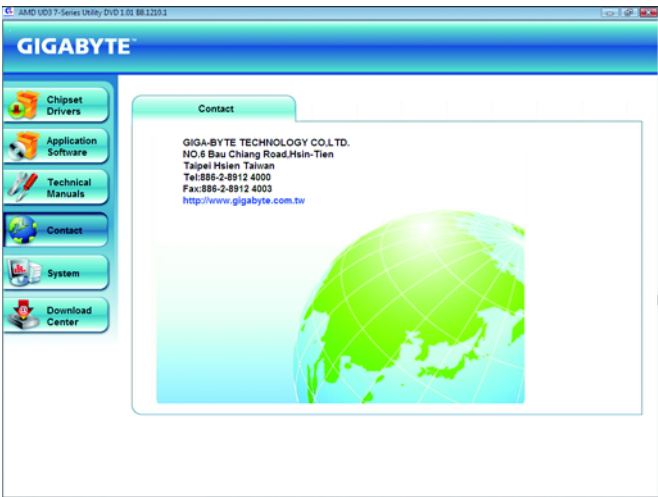 AMD UD3 7-Series Utility DVD 1.01 B8.1210.1
GIGABYTE™
Chipset
Drivers
Application
Software
Technical
Manuals
Contact
System
Download
Center
Contact
GIGA-BYTE TECHNOLOGY CO,LTD.
NO.6 Bau Chiang Road,Hsin-Tien
Taipei Hsien Taiwan
Tel:886-2-8912 4000
Fax:886-2-8912 4003
http://www.gigabyte.com.tw